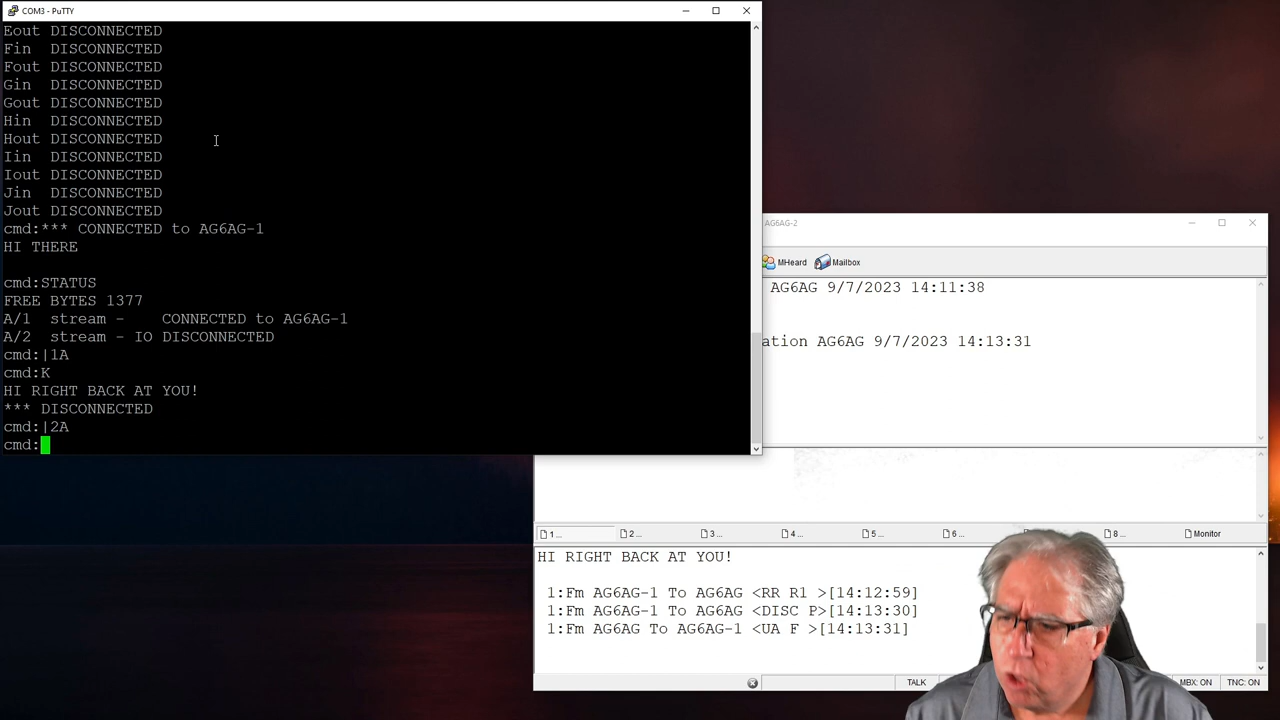 COM3 - PuTTY
Eout DISCONNECTED
Fin DISCONNECTED
Fout DISCONNECTED
Gin DISCONNECTED
Gout DISCONNECTED
Hin DISCONNECTED
Hout DISCONNECTED
Iin DISCONNECTED
Iout DISCONNECTED
Jin DISCONNECTED
Jout DISCONNECTED
cmd:*** CONNECTED to AG6AG-1
HI THERE
cmd:STATUS
FREE BYTES 1377
A/1 stream - CONNECTED to AG6AG-1
A/2 stream - IO DISCONNECTED
cmd:|1A
cmd:K
HI RIGHT BACK AT YOU!
*** DISCONNECTED
cmd:|2A
cmd:
AG6AG-2
MHeard Mailbox
AG6AG 9/7/2023 14:11:38
ation AG6AG 9/7/2023 14:13:31
1 ... 2 ... 3 ... 4 ... 5 ... 6 ... 8 ... Monitor
HI RIGHT BACK AT YOU!
1:Fm AG6AG-1 To AG6AG <RR R1 >[14:12:59]
1:Fm AG6AG-1 To AG6AG <DISC P>[14:13:30]
1:Fm AG6AG To AG6AG-1 <UA F >[14:13:31]
TALK MBX: ON TNC: ON